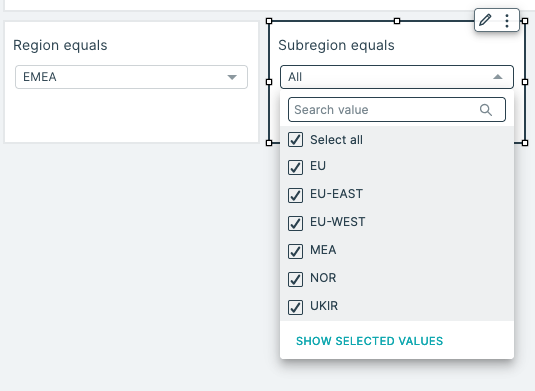 Region equals
EMEA
Subregion equals
All
Search value
Select all
EU
EU-EAST
EU-WEST
MEA
NOR
UKIR
SHOW SELECTED VALUES